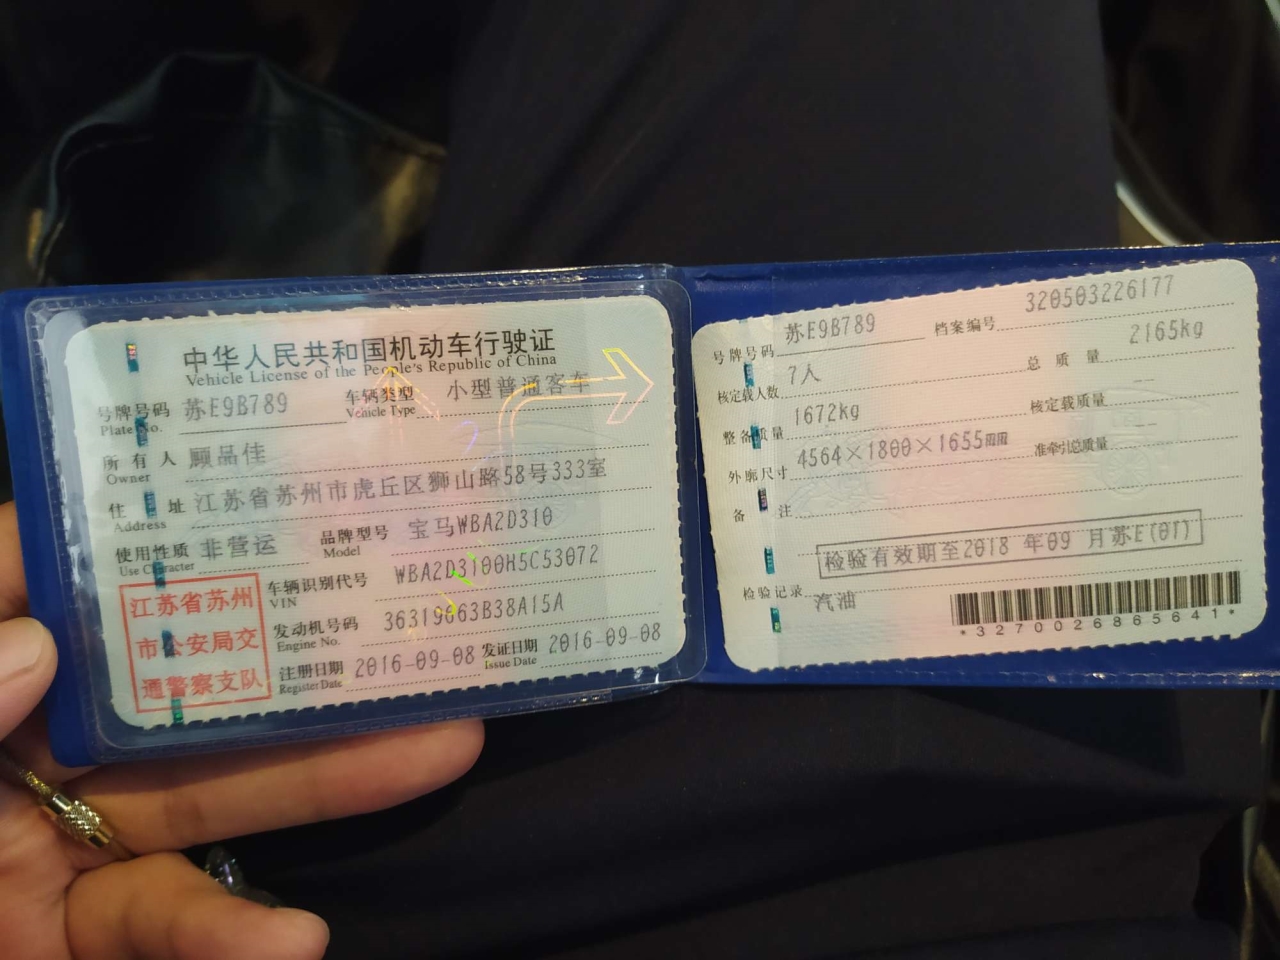 中华人民共和国机动车行驶证
Vehicle License of the People's Republic of China
号牌号码 苏E9B789 车辆类型 小型普通客车
Plate No. Vehicle Type
所有人 顾品佳
Owner
住址 江苏省苏州市虎丘区狮山路58号333室
Address
使用性质 非营运 品牌型号 宝马WBA2D310
Use Character Model
江苏省苏州
市公安局交
通警察支队
车辆识别代号 WBA2D3100H5C53072
VIN
发动机号码 36319663B38A15A
Engine No.
注册日期 2016-09-08 发证日期 2016-09-08
Register Date Issue Date
号牌号码 苏E9B789 档案编号 320503226177
核定载人数 7人 总质量 2165kg
整备质量 1672kg 核定载质量 --
外廓尺寸 4564×1800×1655mm 准牵引总质量 --
备注
检验有效期至2018 年09 月苏E(01)
检验记录 汽油
*3270026865641*